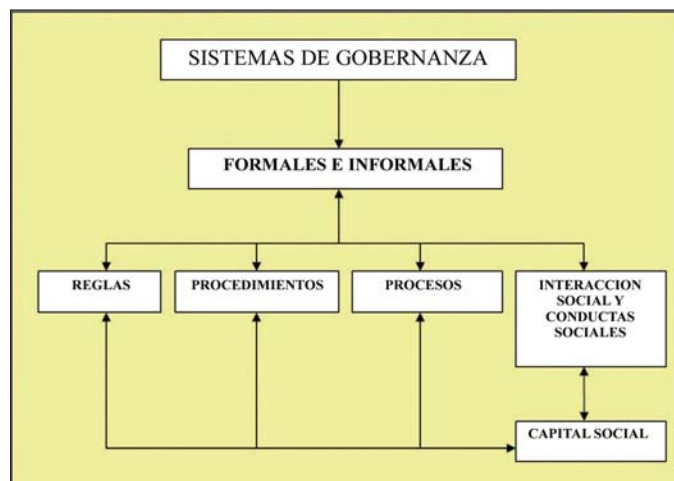 SISTEMAS DE GOBERNANZA
FORMALES E INFORMALES
REGLAS
PROCEDIMIENTOS
PROCESOS
INTERACCION
SOCIAL Y
CONDUCTAS
SOCIALES
CAPITAL SOCIAL